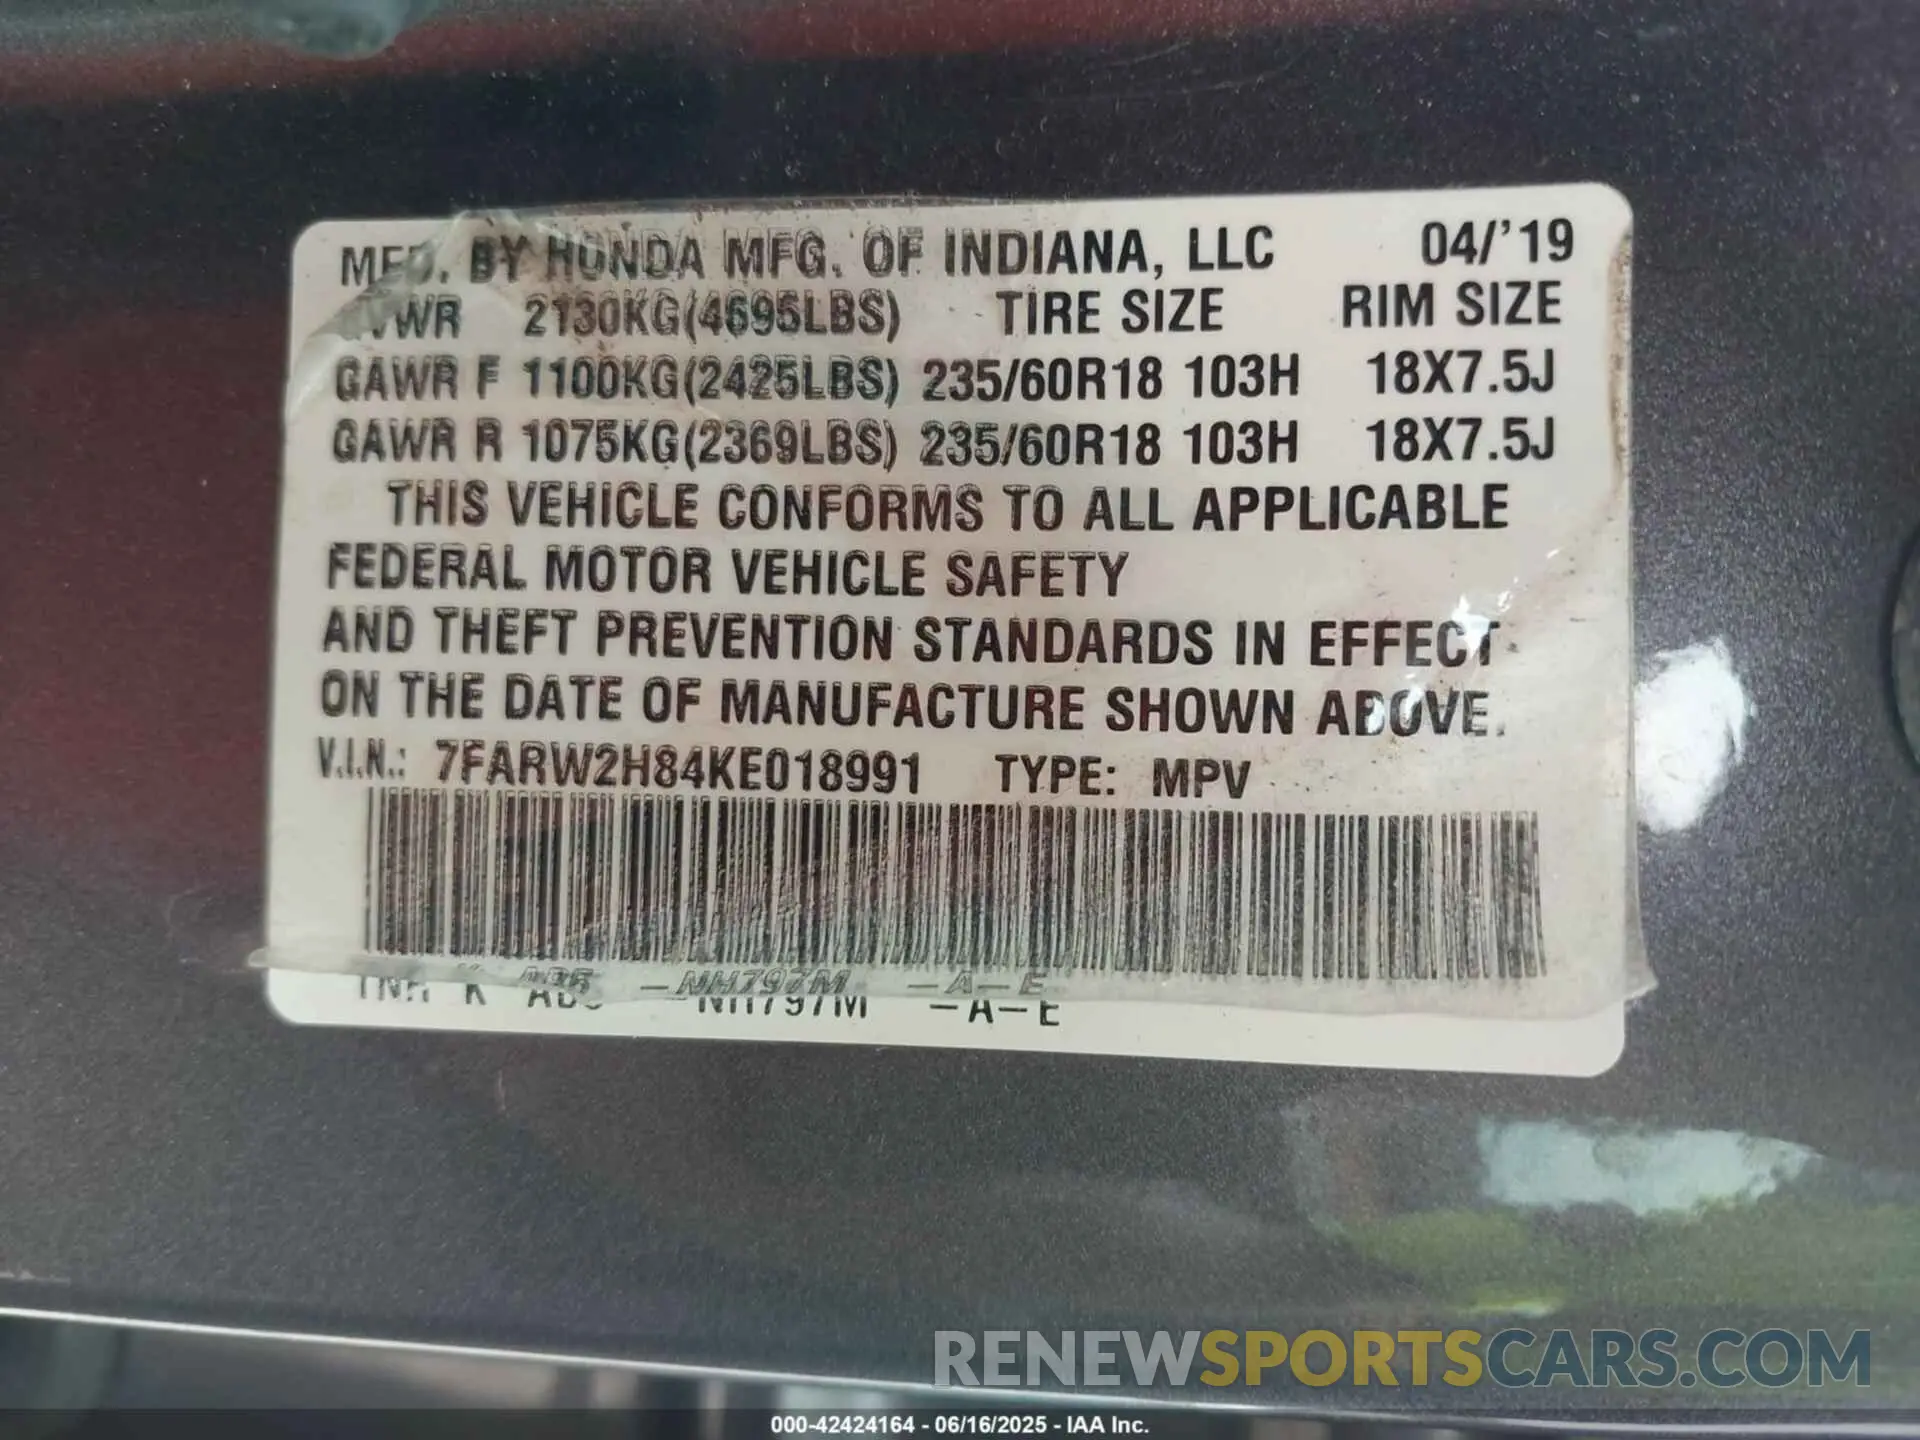 MFD. BY HONDA MFG. OF INDIANA, LLC 04/'19
GVWR 2130KG(4695LBS) TIRE SIZE RIM SIZE
GAWR F 1100KG(2425LBS) 235/60R18 103H 18X7.5J
GAWR R 1075KG(2369LBS) 235/60R18 103H 18X7.5J
THIS VEHICLE CONFORMS TO ALL APPLICABLE
FEDERAL MOTOR VEHICLE SAFETY
AND THEFT PREVENTION STANDARDS IN EFFECT
ON THE DATE OF MANUFACTURE SHOWN ABOVE.
V.I.N.: 7FARW2H84KE018991 TYPE: MPV
K -NH797M -A-E
RENEWSPORTSCARS.COM
000-42424164 - 06/16/2025 - IAA Inc.